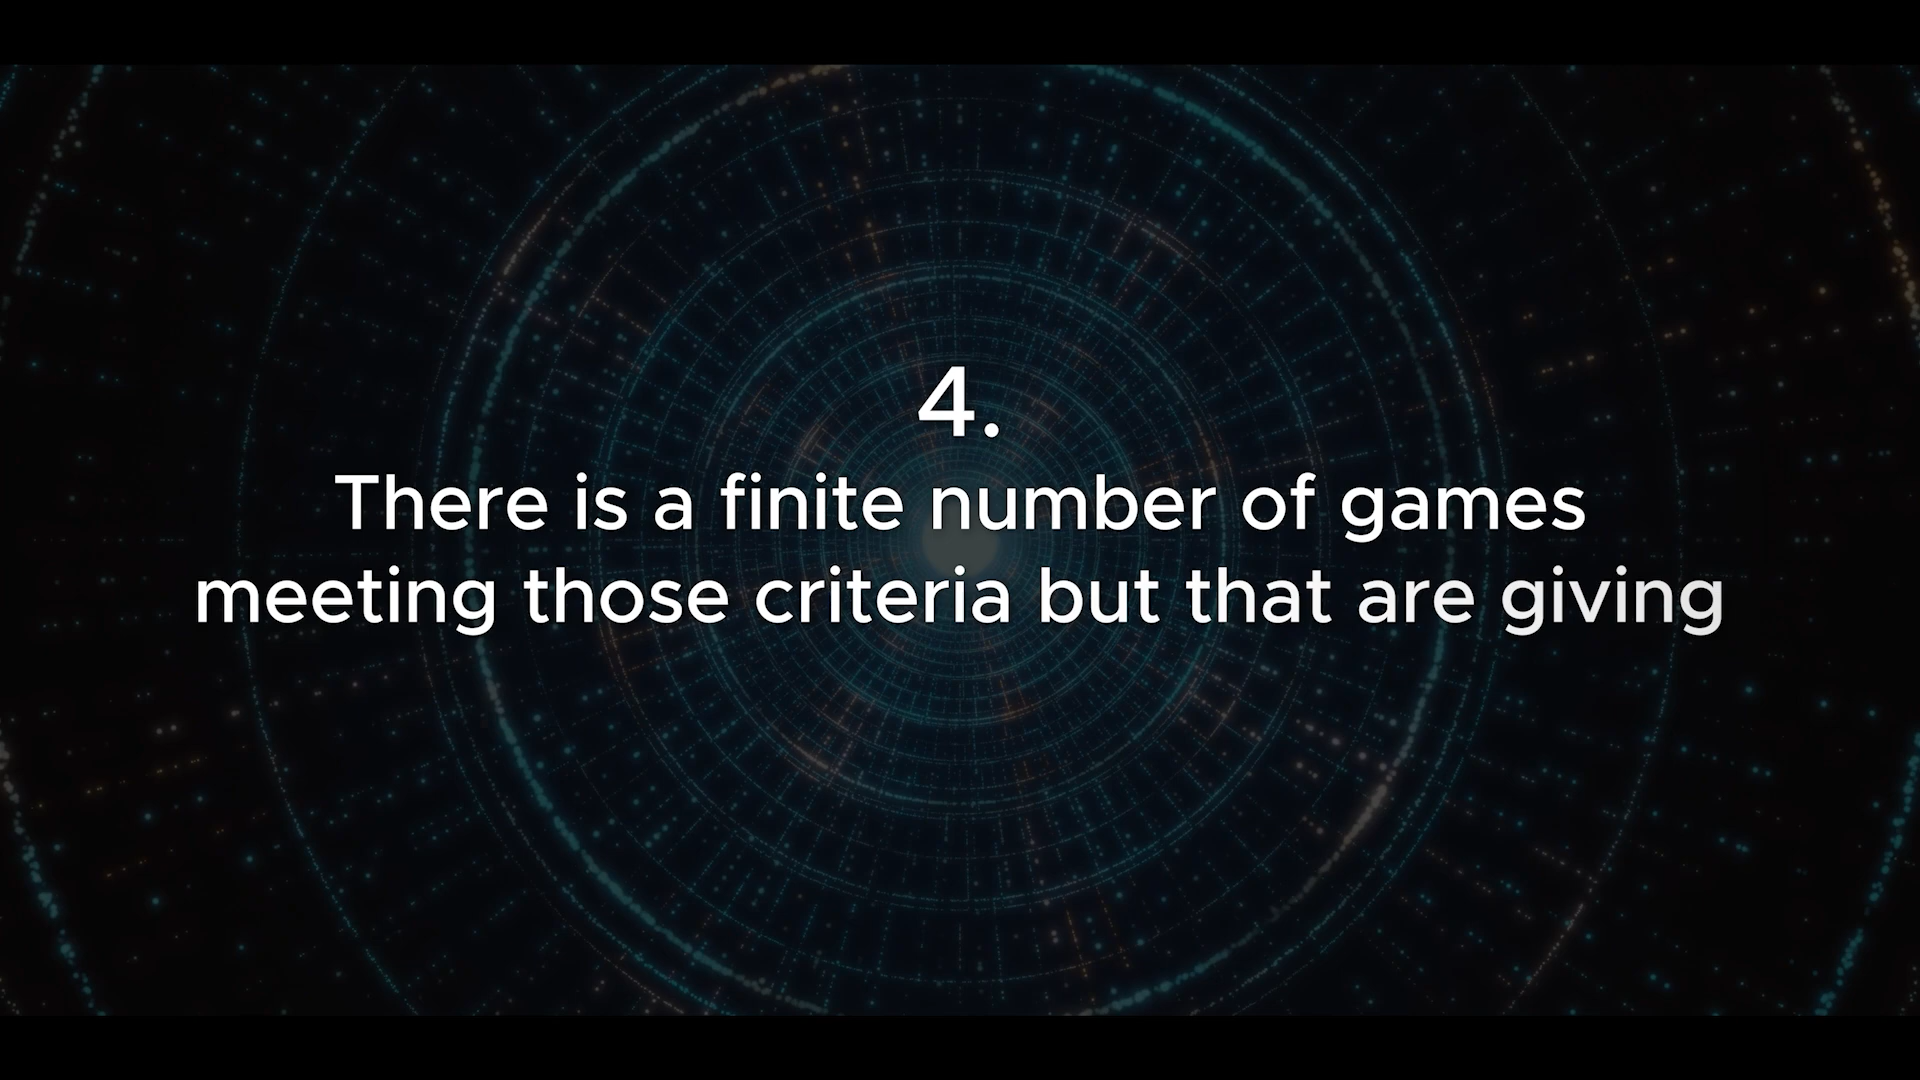 4.
There is a finite number of games
meeting those criteria but that are giving